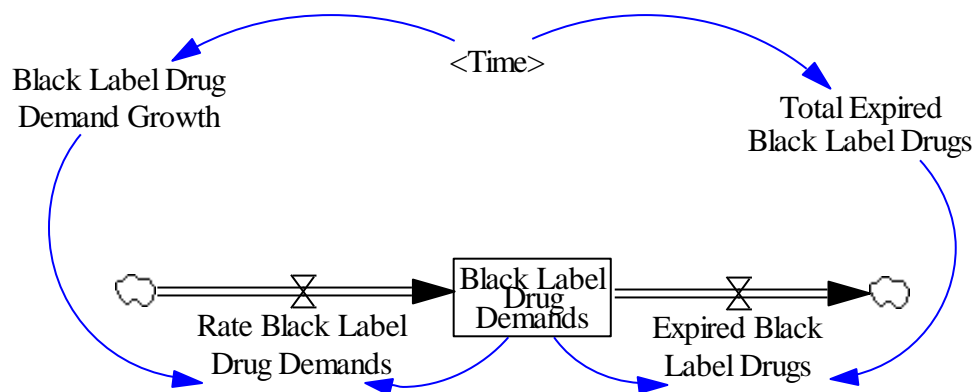 <Time>
Black Label Drug
Demand Growth
Total Expired
Black Label Drugs
Black Label
Drug
Demands
Rate Black Label
Drug Demands
Expired Black
Label Drugs